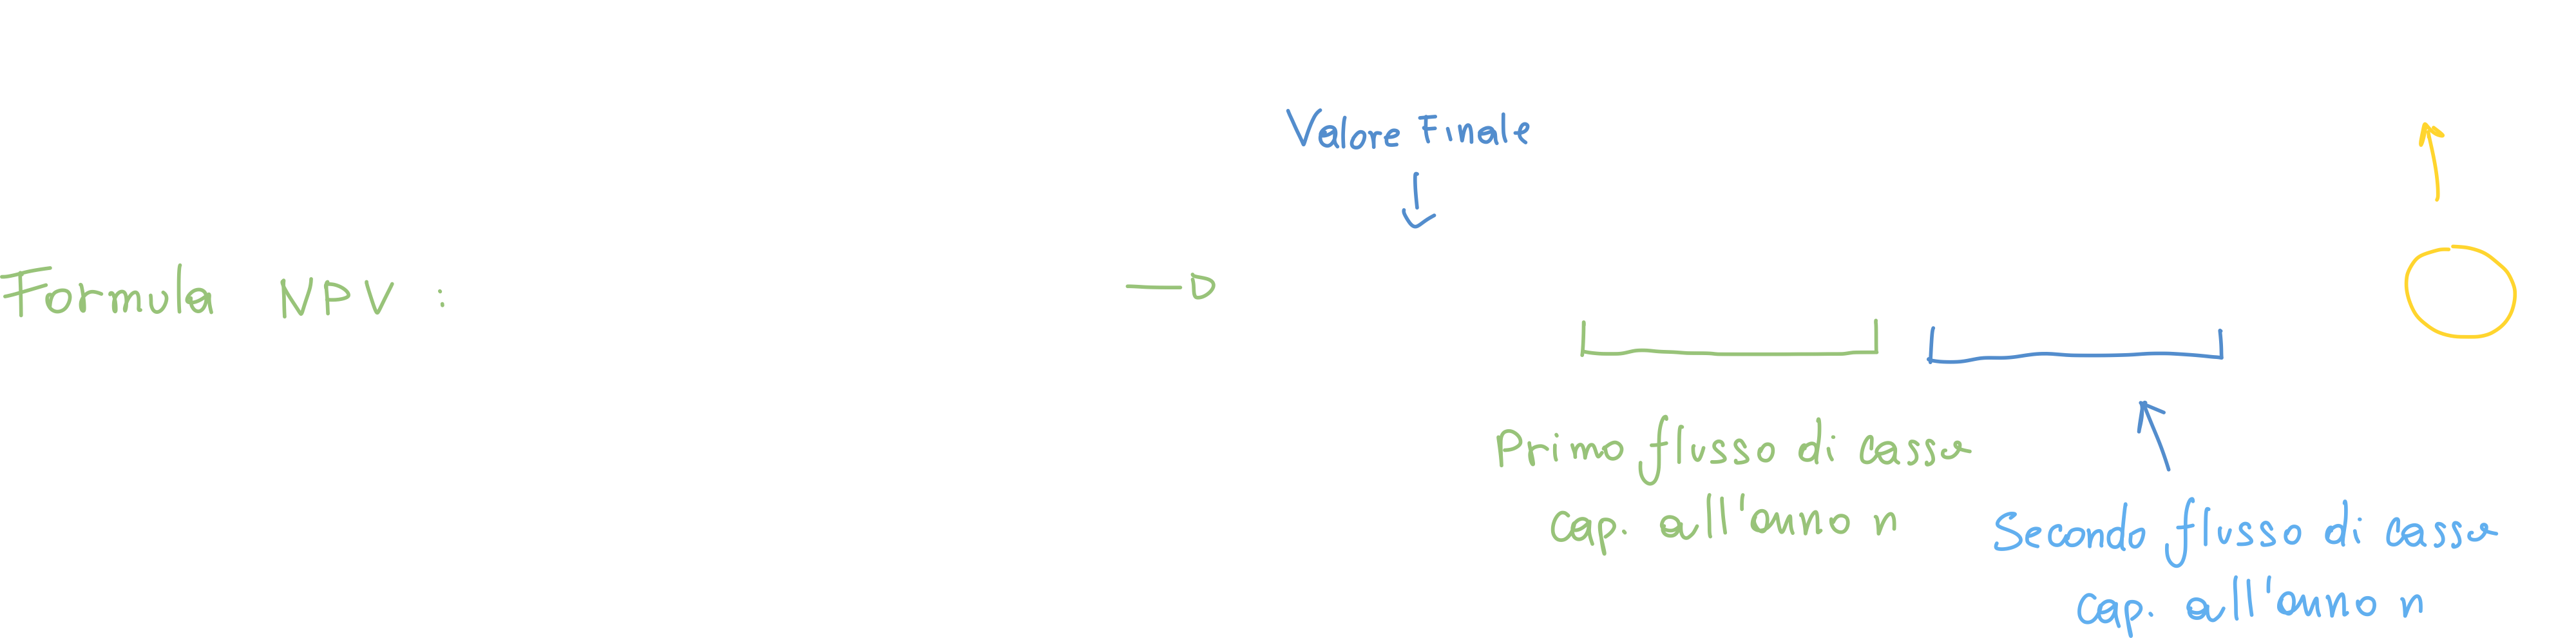 Valore Finale
Formula NPV :
Primo flusso di cassa
cap. all'anno n
Secondo flusso di cassa
cap. all'anno n